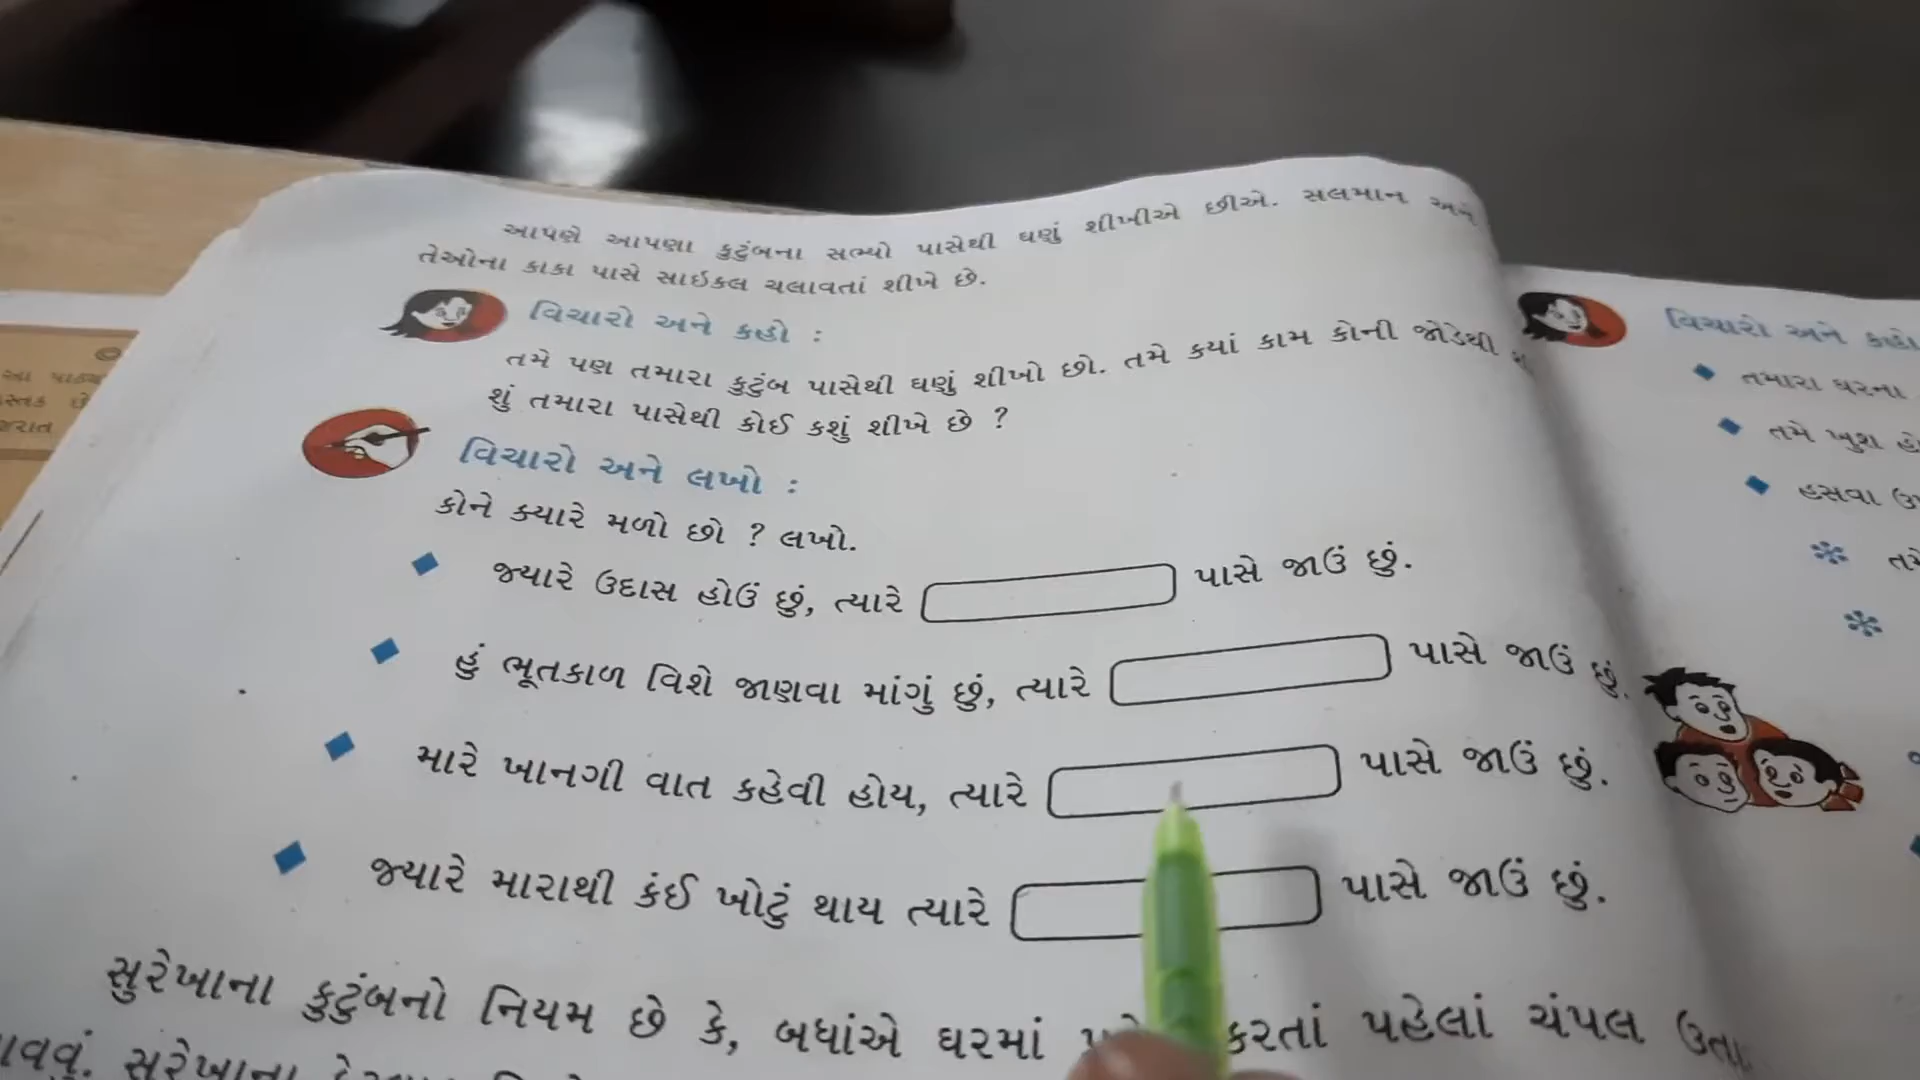 આપણે આપણા કુટુંબના સભ્યો પાસેથી ઘણું શીખીએ છીએ. સલમાન અને
તેઓના કાકા પાસે સાઈકલ ચલાવતાં શીખે છે.
વિચારો અને કહો :
તમે પણ તમારા કુટુંબ પાસેથી ઘણું શીખો છો. તમે કયાં કામ કોની જોડેથી
શું તમારા પાસેથી કોઈ કશું શીખે છે ?
વિચારો અને લખો :
કોને ક્યારે મળો છો ? લખો.
જ્યારે ઉદાસ હોઉં છું, ત્યારે પાસે જાઉં છું.
હું ભૂતકાળ વિશે જાણવા માંગું છું, ત્યારે પાસે જાઉં છું.
મારે ખાનગી વાત કહેવી હોય, ત્યારે પાસે જાઉં છું.
જ્યારે મારાથી કંઈ ખોટું થાય ત્યારે પાસે જાઉં છું.
સુરેખાના કુટુંબનો નિયમ છે કે, બધાંએ ઘરમાં કરતાં પહેલાં ચંપલ
સુરેખાના
વિચારો અને કહો
તમારા ઘરના
તમે ખુશ
હસવા